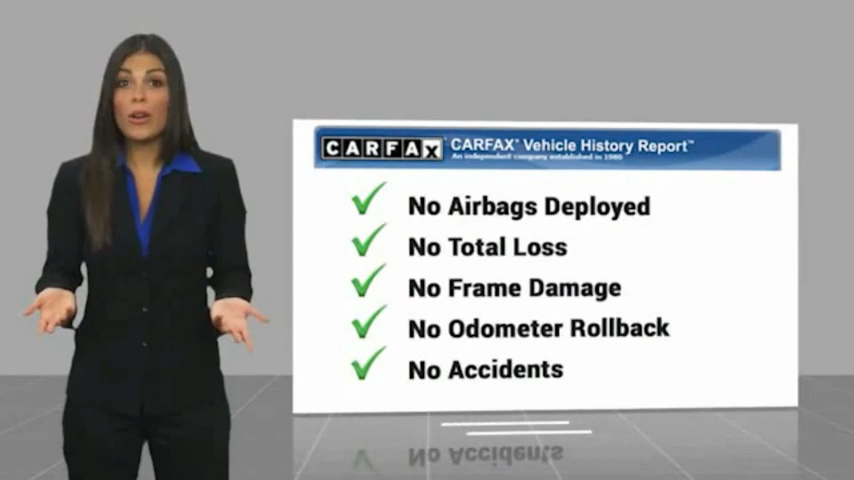 CARFAX CARFAX® Vehicle History Report™
An independent company established in 1986
No Airbags Deployed
No Total Loss
No Frame Damage
No Odometer Rollback
No Accidents
No Accidents